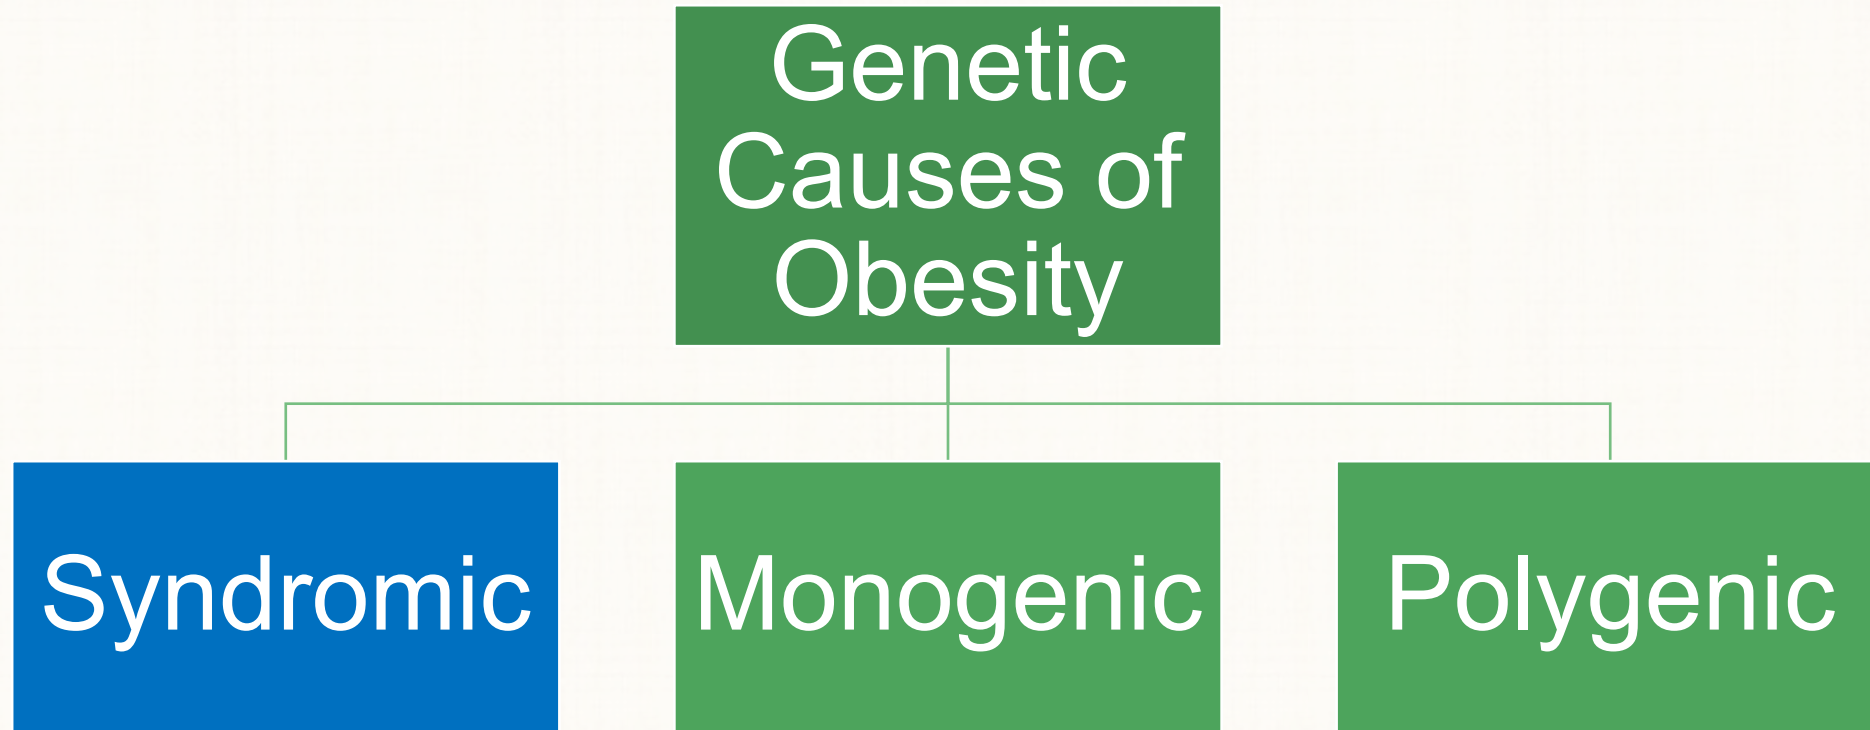 Genetic
Causes of
Obesity
Syndromic
Monogenic
Polygenic